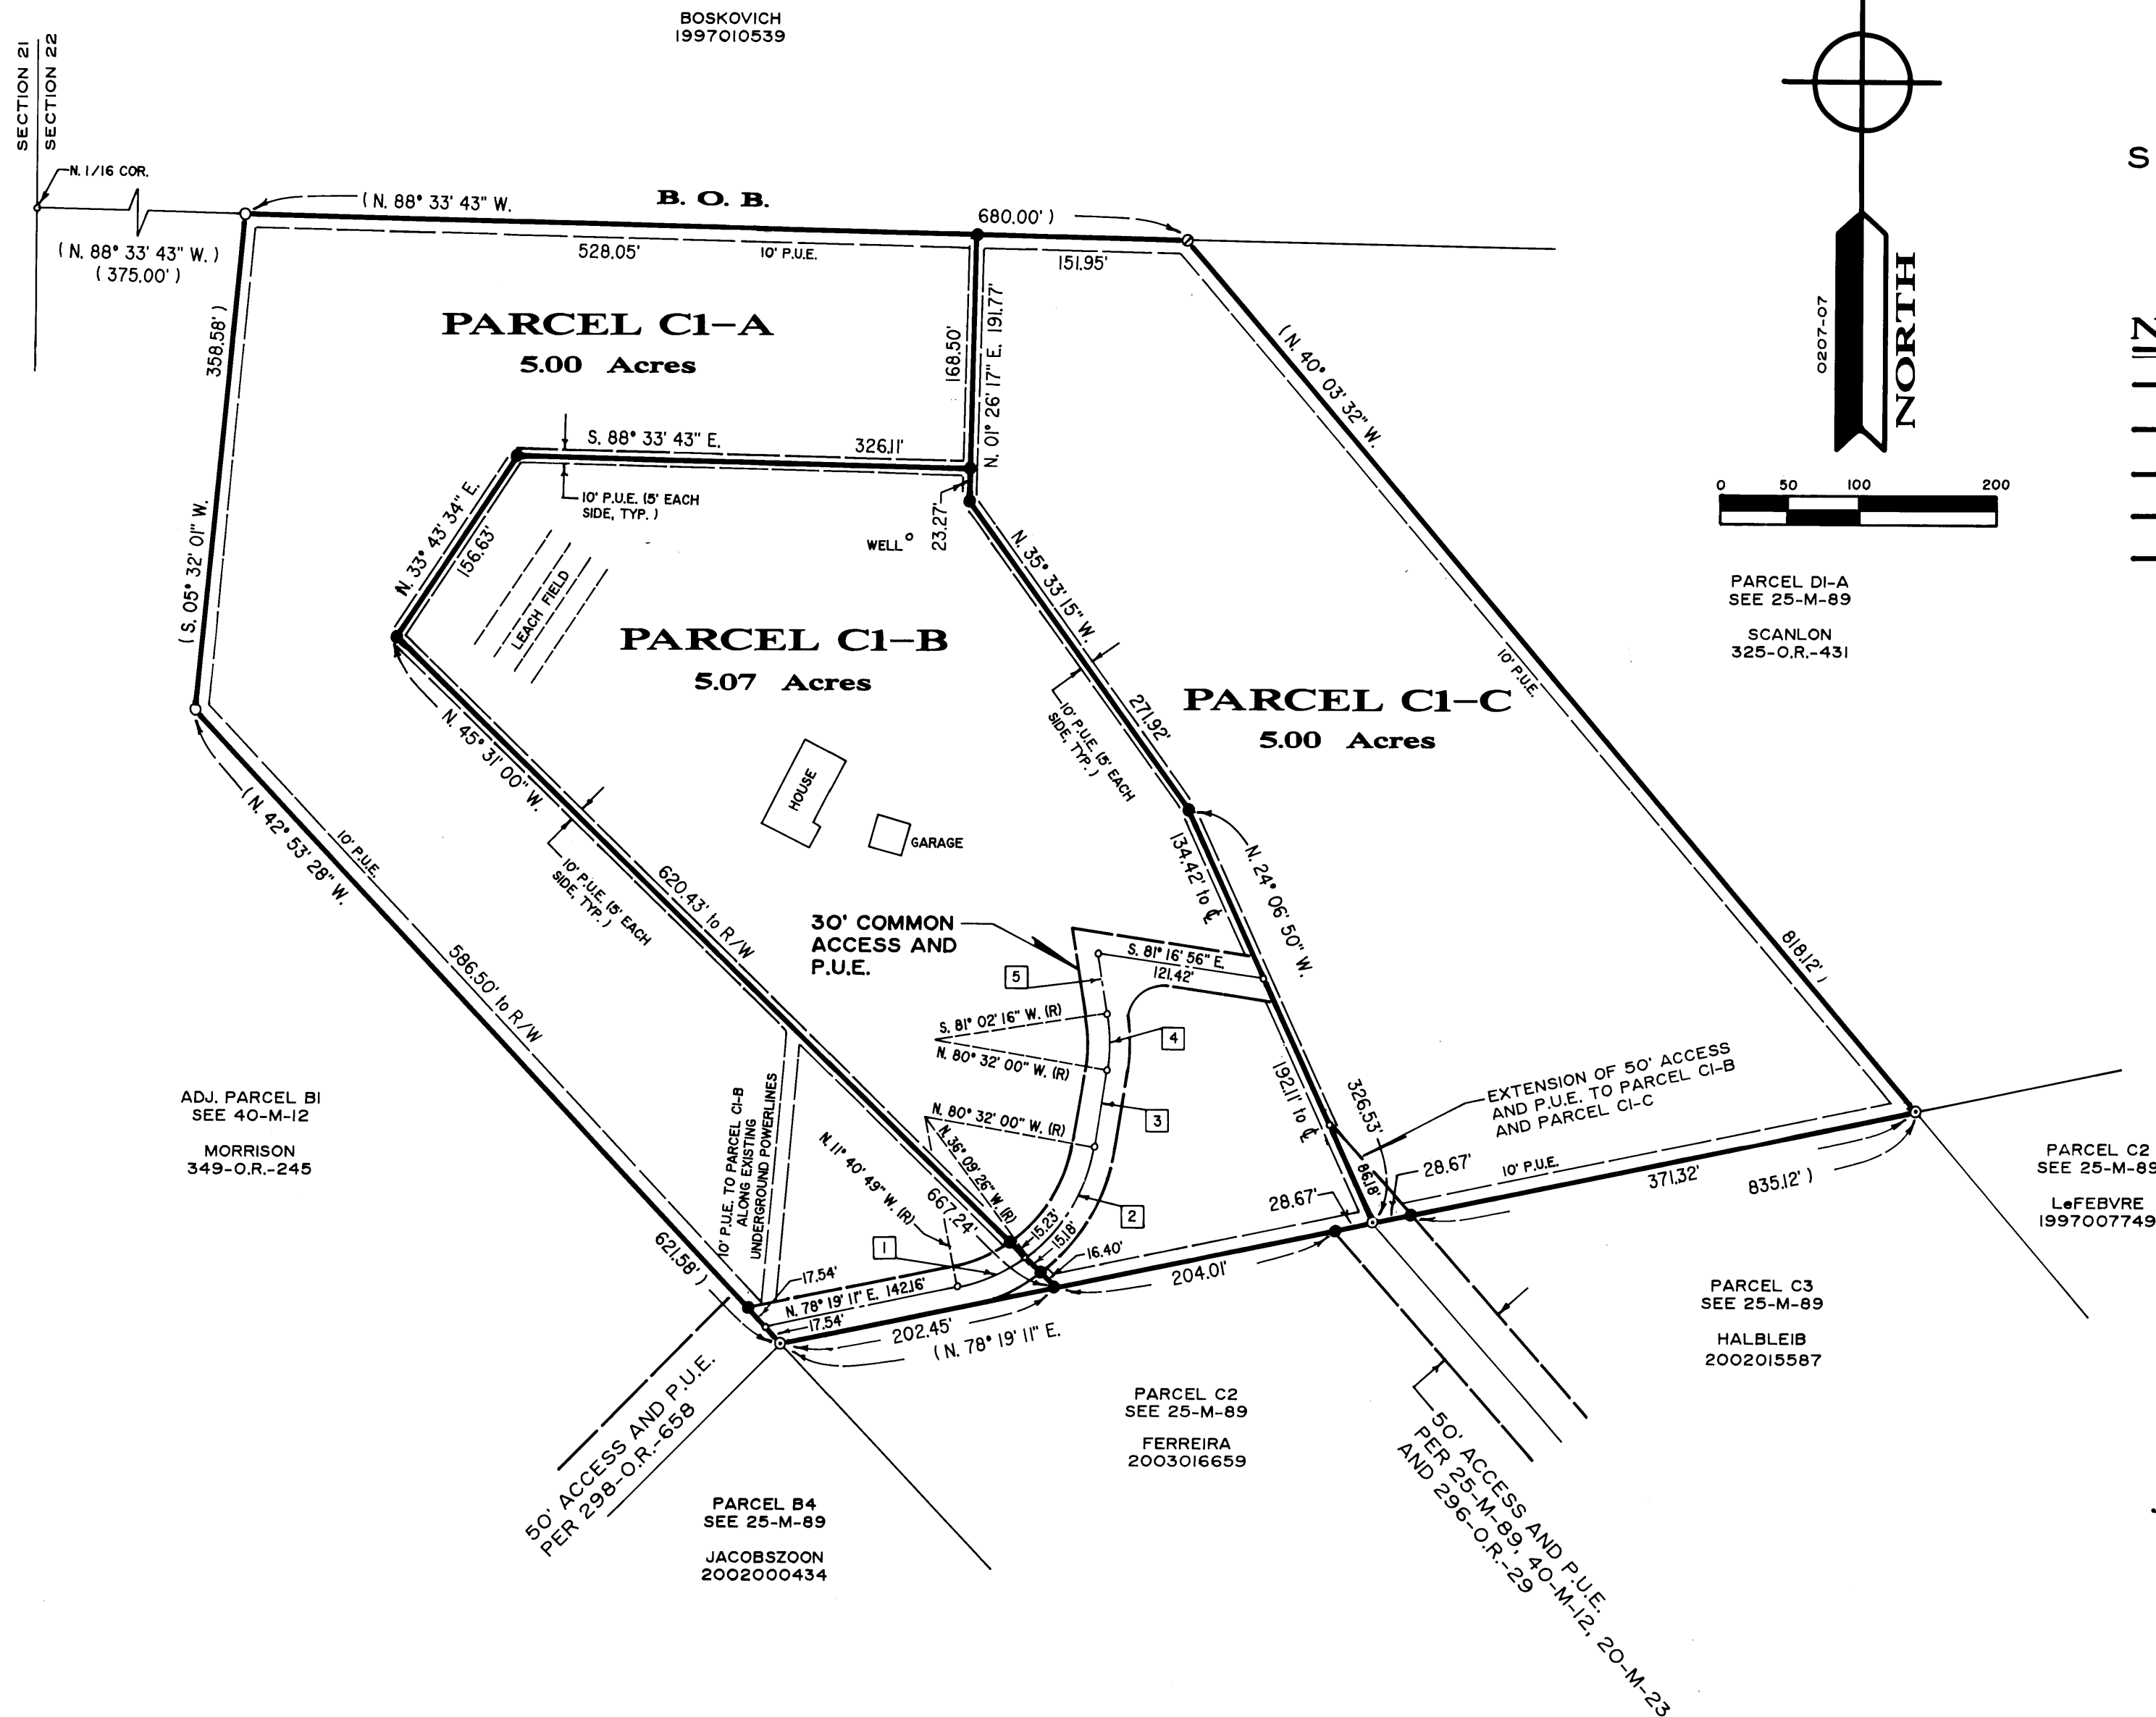 BOSKOVICH
1997010539
SECTION 21
SECTION 22
N. 1/16 COR.
( N. 88° 33' 43" W. )
( 375.00' )
( N. 88° 33' 43" W.
B. O. B.
680.00' )
528.05'
10' P.U.E.
151.95'
PARCEL C1-A
5.00 Acres
358.58' )
( S. 05° 32' 01" W.
168.50'
N. 01° 26' 17" E. 191.77'
S. 88° 33' 43" E.
326.11'
10' P.U.E. (5' EACH
SIDE, TYP. )
N. 33° 43' 34" E.
156.63'
LEACH FIELD
WELL
23.27'
N. 35° 33' 15" W.
271.92'
10' P.U.E. (5' EACH
SIDE, TYP. )
PARCEL C1-B
5.07 Acres
PARCEL C1-C
5.00 Acres
( N. 40° 03' 32" W.
10' P.U.E.
818.12' )
0207-07
NORTH
0 50 100 200
PARCEL D1-A
SEE 25-M-89
SCANLON
325-O.R.-431
S
N
HOUSE
GARAGE
N. 45° 31' 00" W.
10' P.U.E. (5' EACH
SIDE, TYP. )
620.43' to R/W
( N. 42° 53' 28" W.
10' P.U.E.
586.50' to R/W
621.58' )
30' COMMON
ACCESS AND
P.U.E.
134.42' to ℄
N. 24° 06' 50" W.
192.11' to ℄
326.53'
86.18'
S. 81° 16' 56" E.
121.42'
5
S. 81° 02' 16" W. (R)
4
N. 80° 32' 00" W. (R)
3
N. 80° 32' 00" W. (R)
N. 36° 09' 26" W. (R)
N. 11° 40' 49" W. (R)
667.24'
2
15.23'
15.18'
16.40'
1
10' P.U.E. TO PARCEL C1-B
ALONG EXISTING
UNDERGROUND POWERLINES
17.54'
N. 78° 19' 11" E. 142.16'
17.54'
202.45'
( N. 78° 19' 11" E.
204.01'
28.67'
28.67'
10' P.U.E.
371.32'
835.12' )
EXTENSION OF 50' ACCESS
AND P.U.E. TO PARCEL C1-B
AND PARCEL C1-C
ADJ. PARCEL B1
SEE 40-M-12
MORRISON
349-O.R.-245
PARCEL C2
SEE 25-M-89
LeFEBVRE
1997007749
PARCEL C3
SEE 25-M-89
HALBLEIB
2002015587
PARCEL C2
SEE 25-M-89
FERREIRA
2003016659
50' ACCESS AND P.U.E.
PER 298-O.R.-658
PARCEL B4
SEE 25-M-89
JACOBSZOON
2002000434
50' ACCESS AND P.U.E.
PER 25-M-89, 40-M-12, 20-M-23
AND 296-O.R.-29